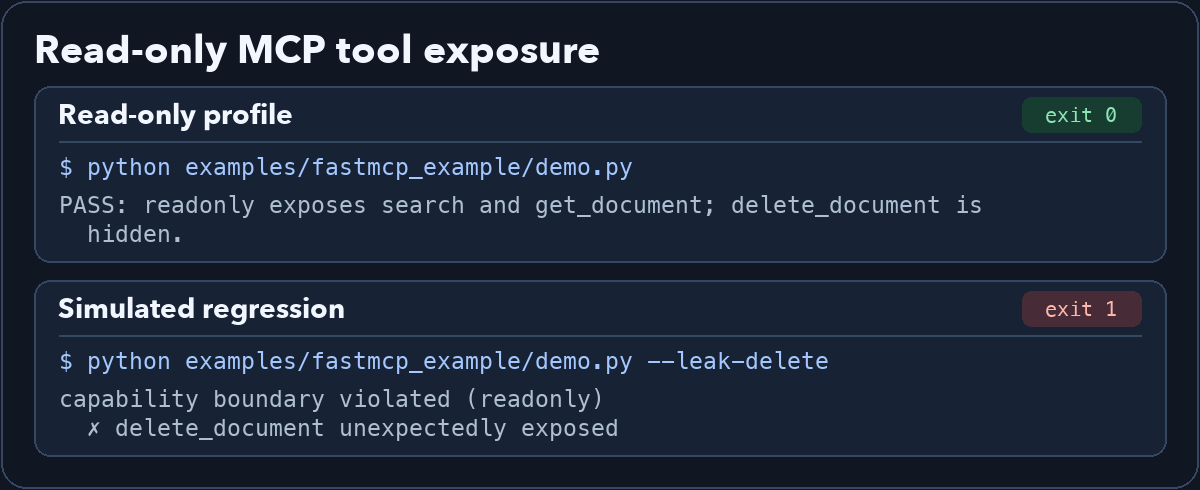 Read-only MCP tool exposure
Read-only profile
exit 0
$ python examples/fastmcp_example/demo.py
PASS: readonly exposes search and get_document; delete_document is
hidden.
Simulated regression
exit 1
$ python examples/fastmcp_example/demo.py --leak-delete
capability boundary violated (readonly)
✗ delete_document unexpectedly exposed